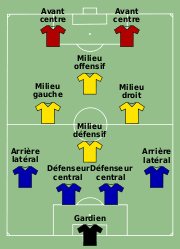 Avant
centre
Avant
centre
Milieu
offensif
Milieu
gauche
Milieu
droit
Milieu
défensif
Arrière
latéral
Défenseur
central
Défenseur
central
Arrière
latéral
Gardien